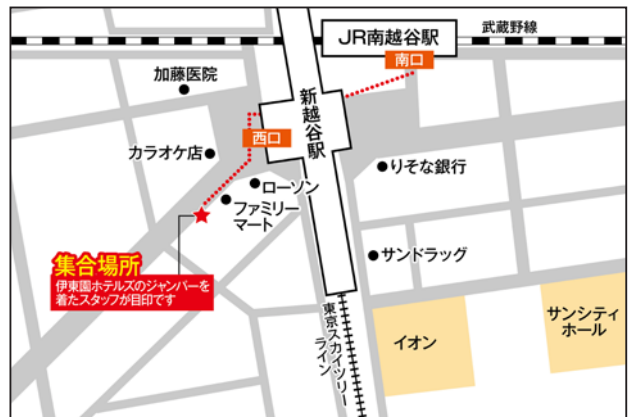 武蔵野線
JR南越谷駅
南口
加藤医院
新越谷駅
西口
カラオケ店
りそな銀行
ローソン
ファミリー
マート
集合場所
伊東園ホテルズのジャンパーを
着たスタッフが目印です
サンドラッグ
東京スカイツリー
ライン
イオン
サンシティ
ホール